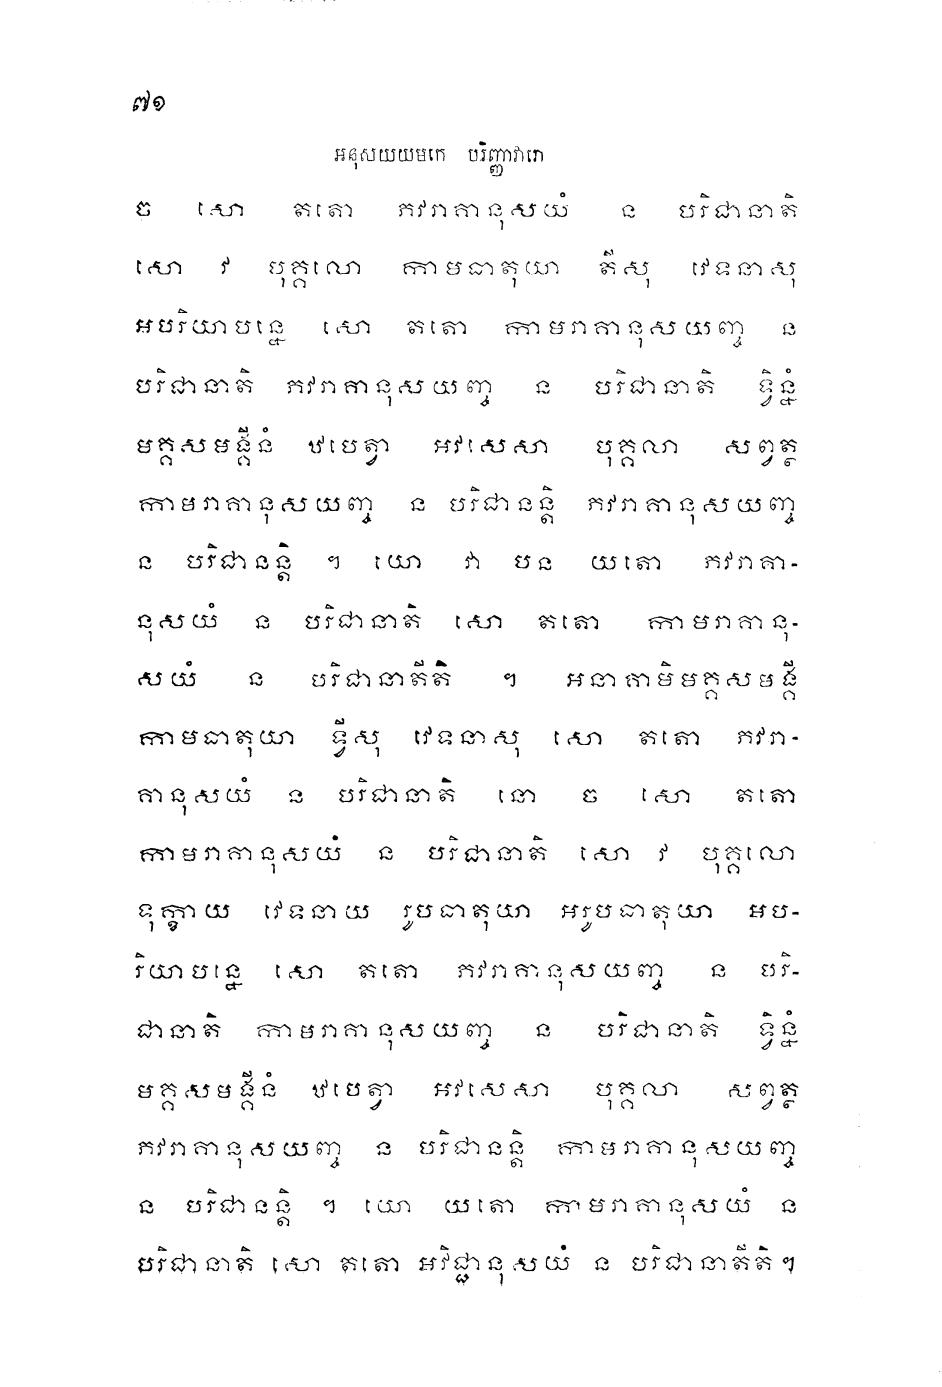 ៧១
អនុសយយមកេ បរិញ្ញាវារោ
ច សោ តតោ ភវរាគានុសយំ ន បរិជានាតិ
សោ វ បុគ្គលោ កាមធាតុយា តីសុ វេទនាសុ
អបរិយាបន្នេ សោ តតោ កាមរាគានុសយញ្ច ន
បរិជានាតិ ភវរាគានុសយញ្ច ន បរិជានាតិ ទ្វិន្នំ
មគ្គសមង្គីនំ ឋបេត្វា អវសេសា បុគ្គលា សព្វត្ថ
កាមរាគានុសយញ្ច ន បរិជានន្តិ ភវរាគានុសយញ្ច
ន បរិជានន្តិ ។ យោ វា បន យតោ ភវរាគា-
នុសយំ ន បរិជានាតិ សោ តតោ កាមរាគានុ-
សយំ ន បរិជានាតីតិ ។ អនាគាមិមគ្គសមង្គី
កាមធាតុយា ទ្វីសុ វេទនាសុ សោ តតោ ភវរា-
គានុសយំ ន បរិជានាតិ នោ ច សោ តតោ
កាមរាគានុសយំ ន បរិជានាតិ សោ វ បុគ្គលោ
ទុក្ខាយ វេទនាយ រូបធាតុយា អរូបធាតុយា អប-
រិយាបន្នេ សោ តតោ ភវរាគានុសយញ្ច ន បរិ-
ជានាតិ កាមរាគានុសយញ្ច ន បរិជានាតិ ទ្វិន្នំ
មគ្គសមង្គីនំ ឋបេត្វា អវសេសា បុគ្គលា សព្វត្ថ
ភវរាគានុសយញ្ច ន បរិជានន្តិ កាមរាគានុសយញ្ច
ន បរិជានន្តិ ។ យោ យតោ កាមរាគានុសយំ ន
បរិជានាតិ សោ តតោ អវិជ្ជានុសយំ ន បរិជានាតីតិ។